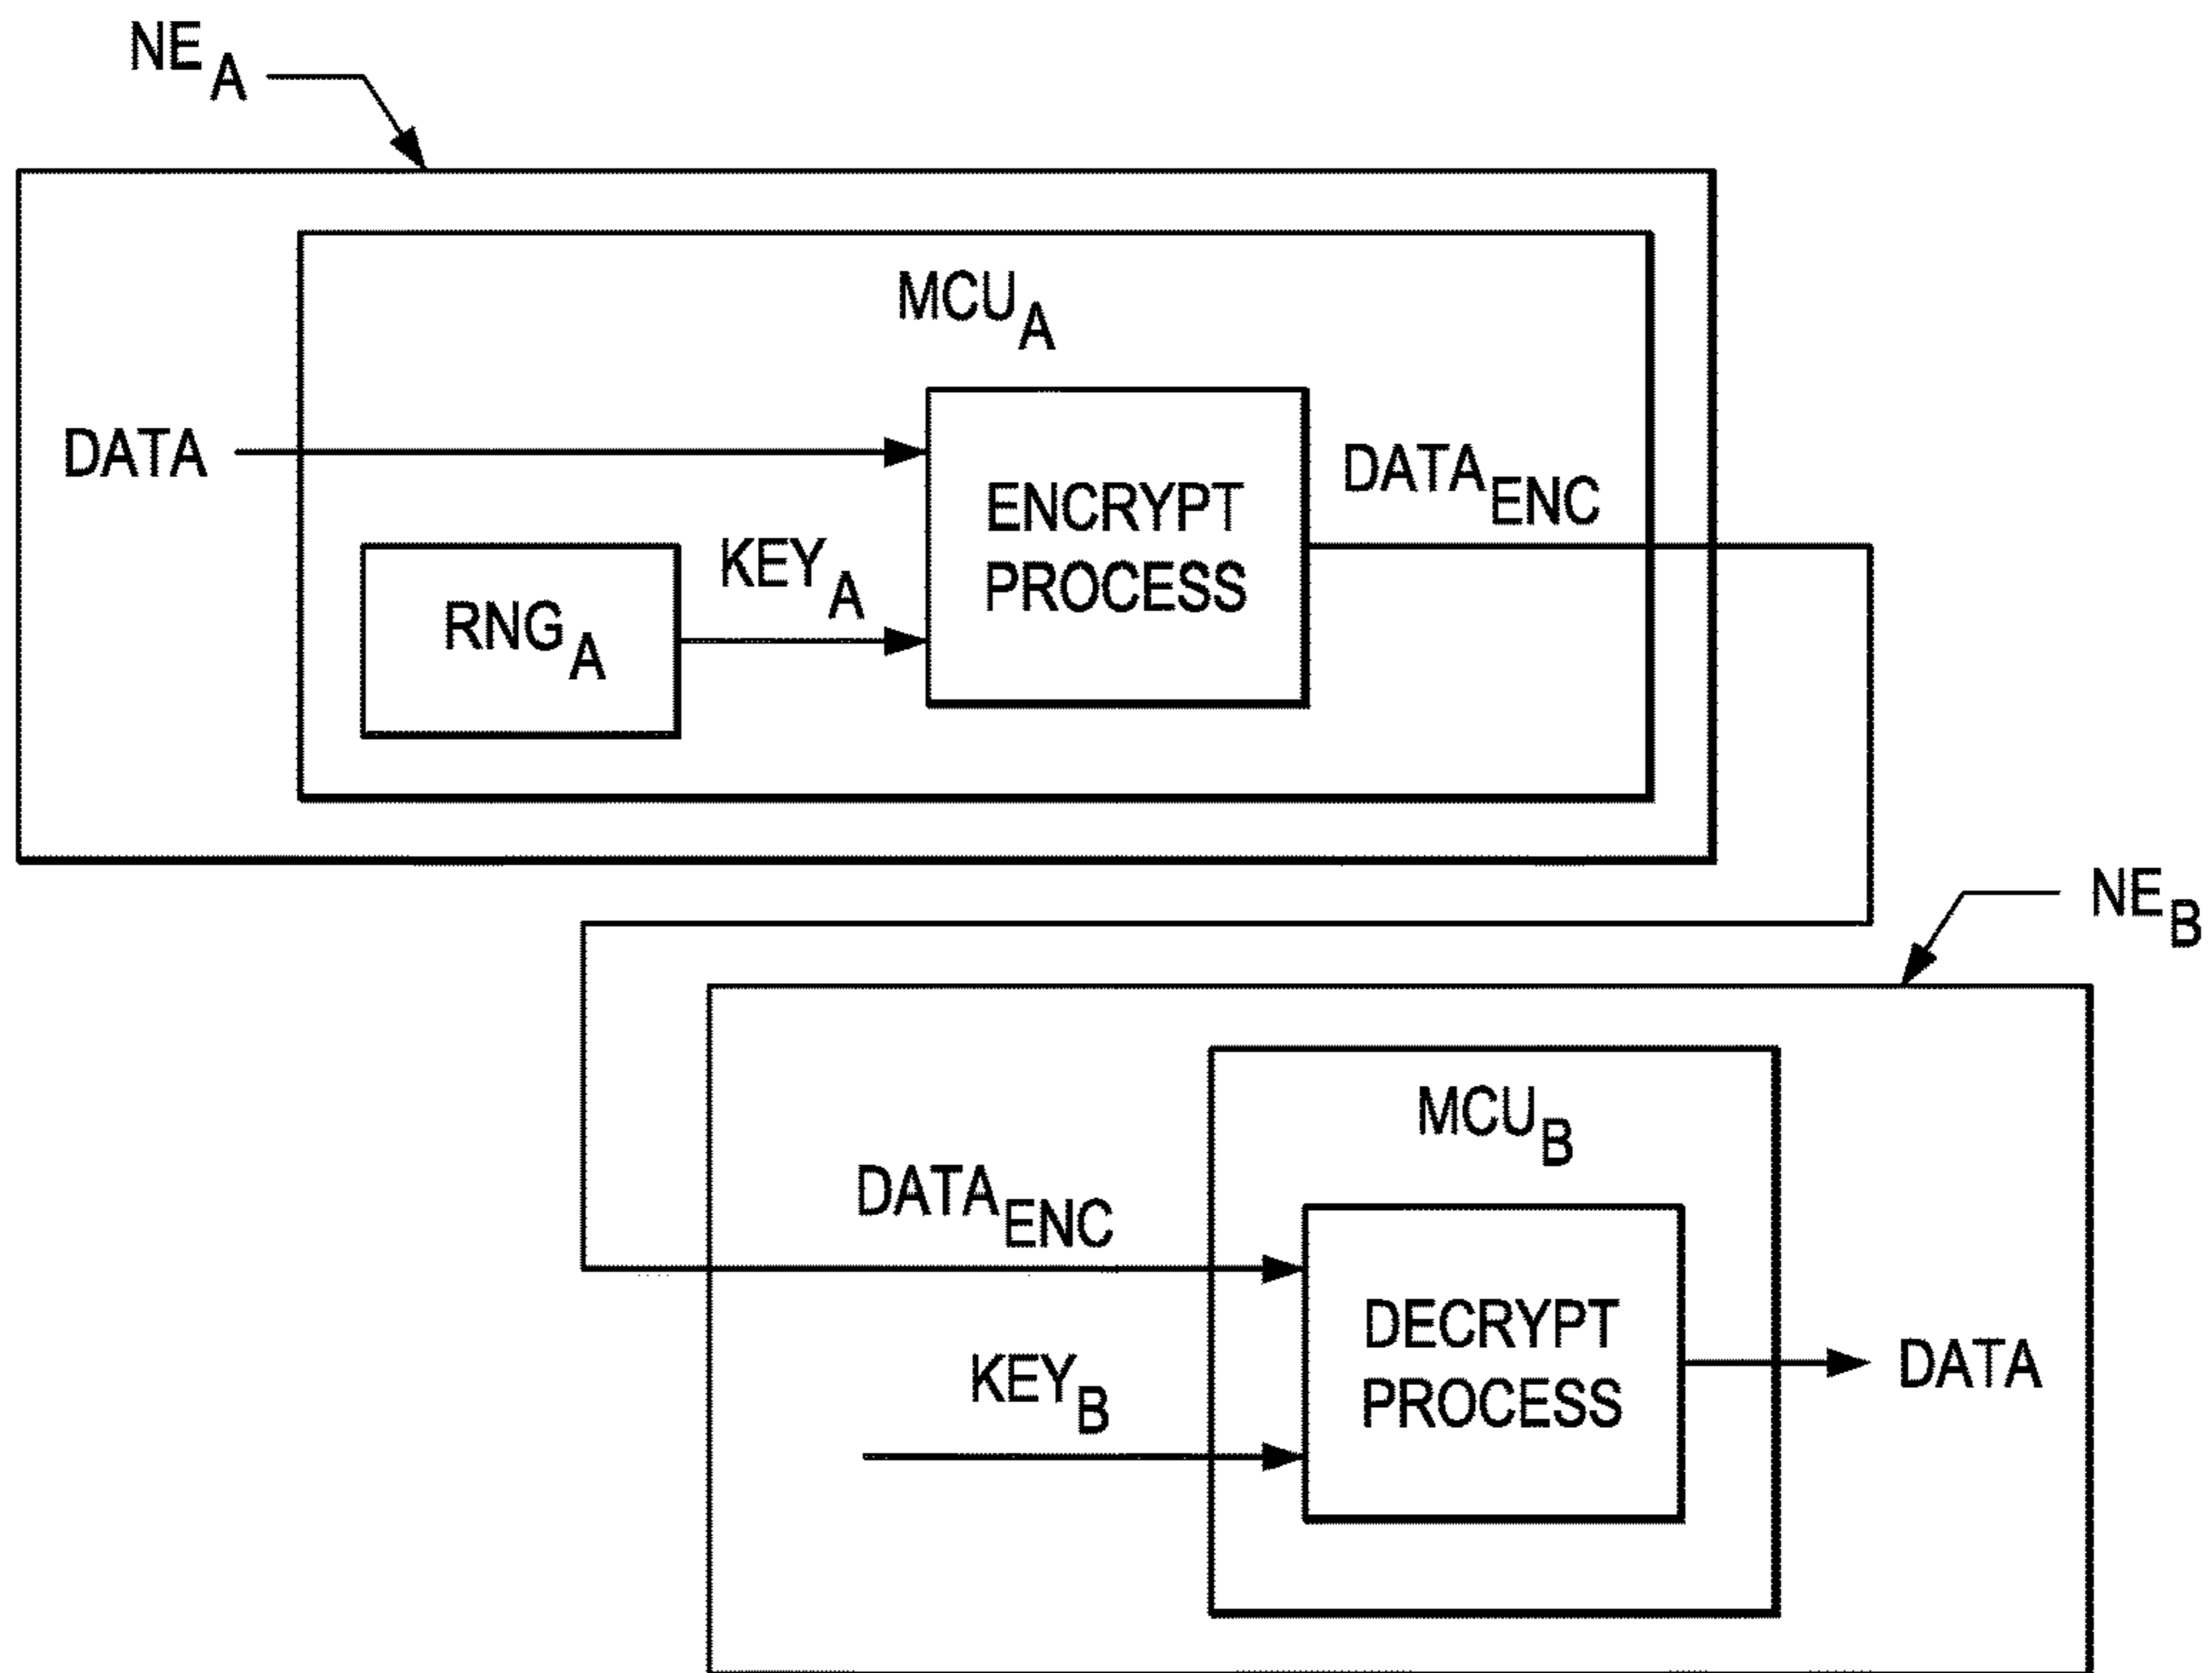 NE_A
MCU_A
DATA
ENCRYPT
PROCESS
DATA_ENC
KEY_A
RNG_A
NE_B
MCU_B
DATA_ENC
DECRYPT
PROCESS
KEY_B
DATA